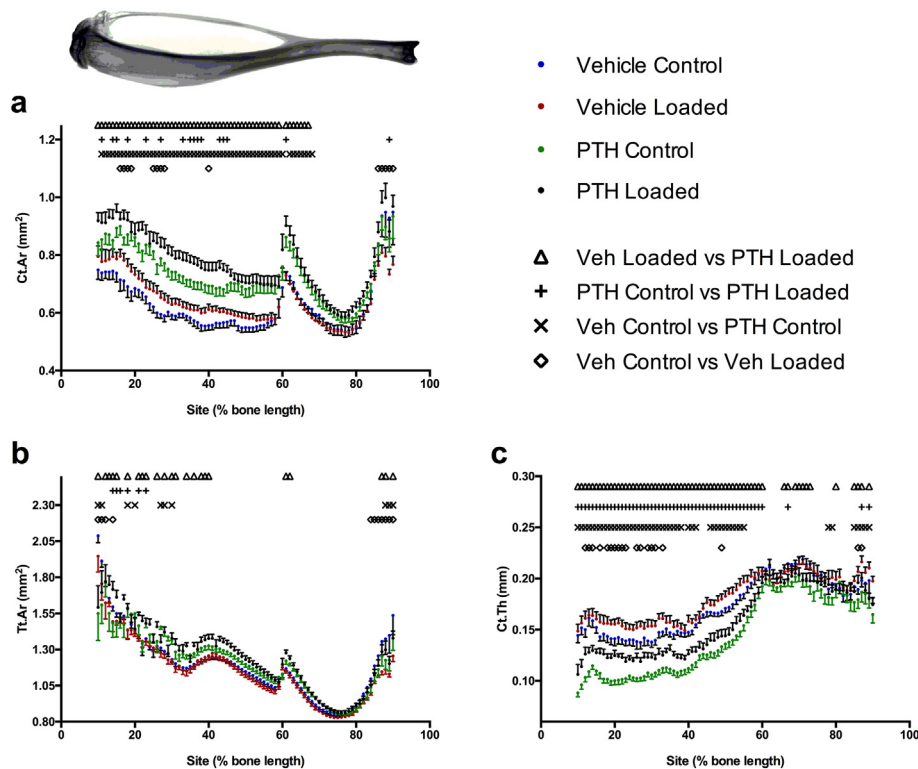 Vehicle Control
Vehicle Loaded
PTH Control
PTH Loaded
Veh Loaded vs PTH Loaded
PTH Control vs PTH Loaded
Veh Control vs PTH Control
Veh Control vs Veh Loaded
a
1.2
1.0
0.8
0.6
0.4
Ct.Ar (mm²)
0 20 40 60 80 100
Site (% bone length)
b
2.30
2.05
1.80
1.55
1.30
1.05
0.80
Tt.Ar (mm²)
0 20 40 60 80 100
Site (% bone length)
c
0.30
0.25
0.20
0.15
0.10
Ct.Th (mm)
0 20 40 60 80 100
Site (% bone length)